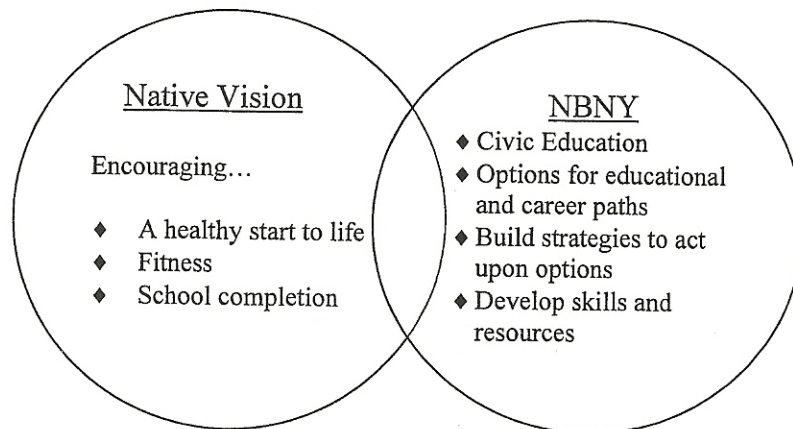 Native Vision
Encouraging...
♦ A healthy start to life
♦ Fitness
♦ School completion
NBNY
♦ Civic Education
♦ Options for educational
and career paths
♦ Build strategies to act
upon options
♦ Develop skills and
resources